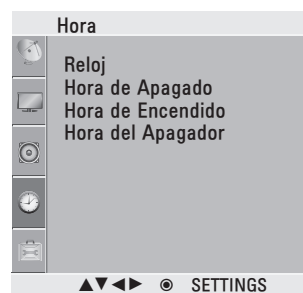 Hora
Reloj
Hora de Apagado
Hora de Encendido
Hora del Apagador
▲▼◄► ◉ SETTINGS